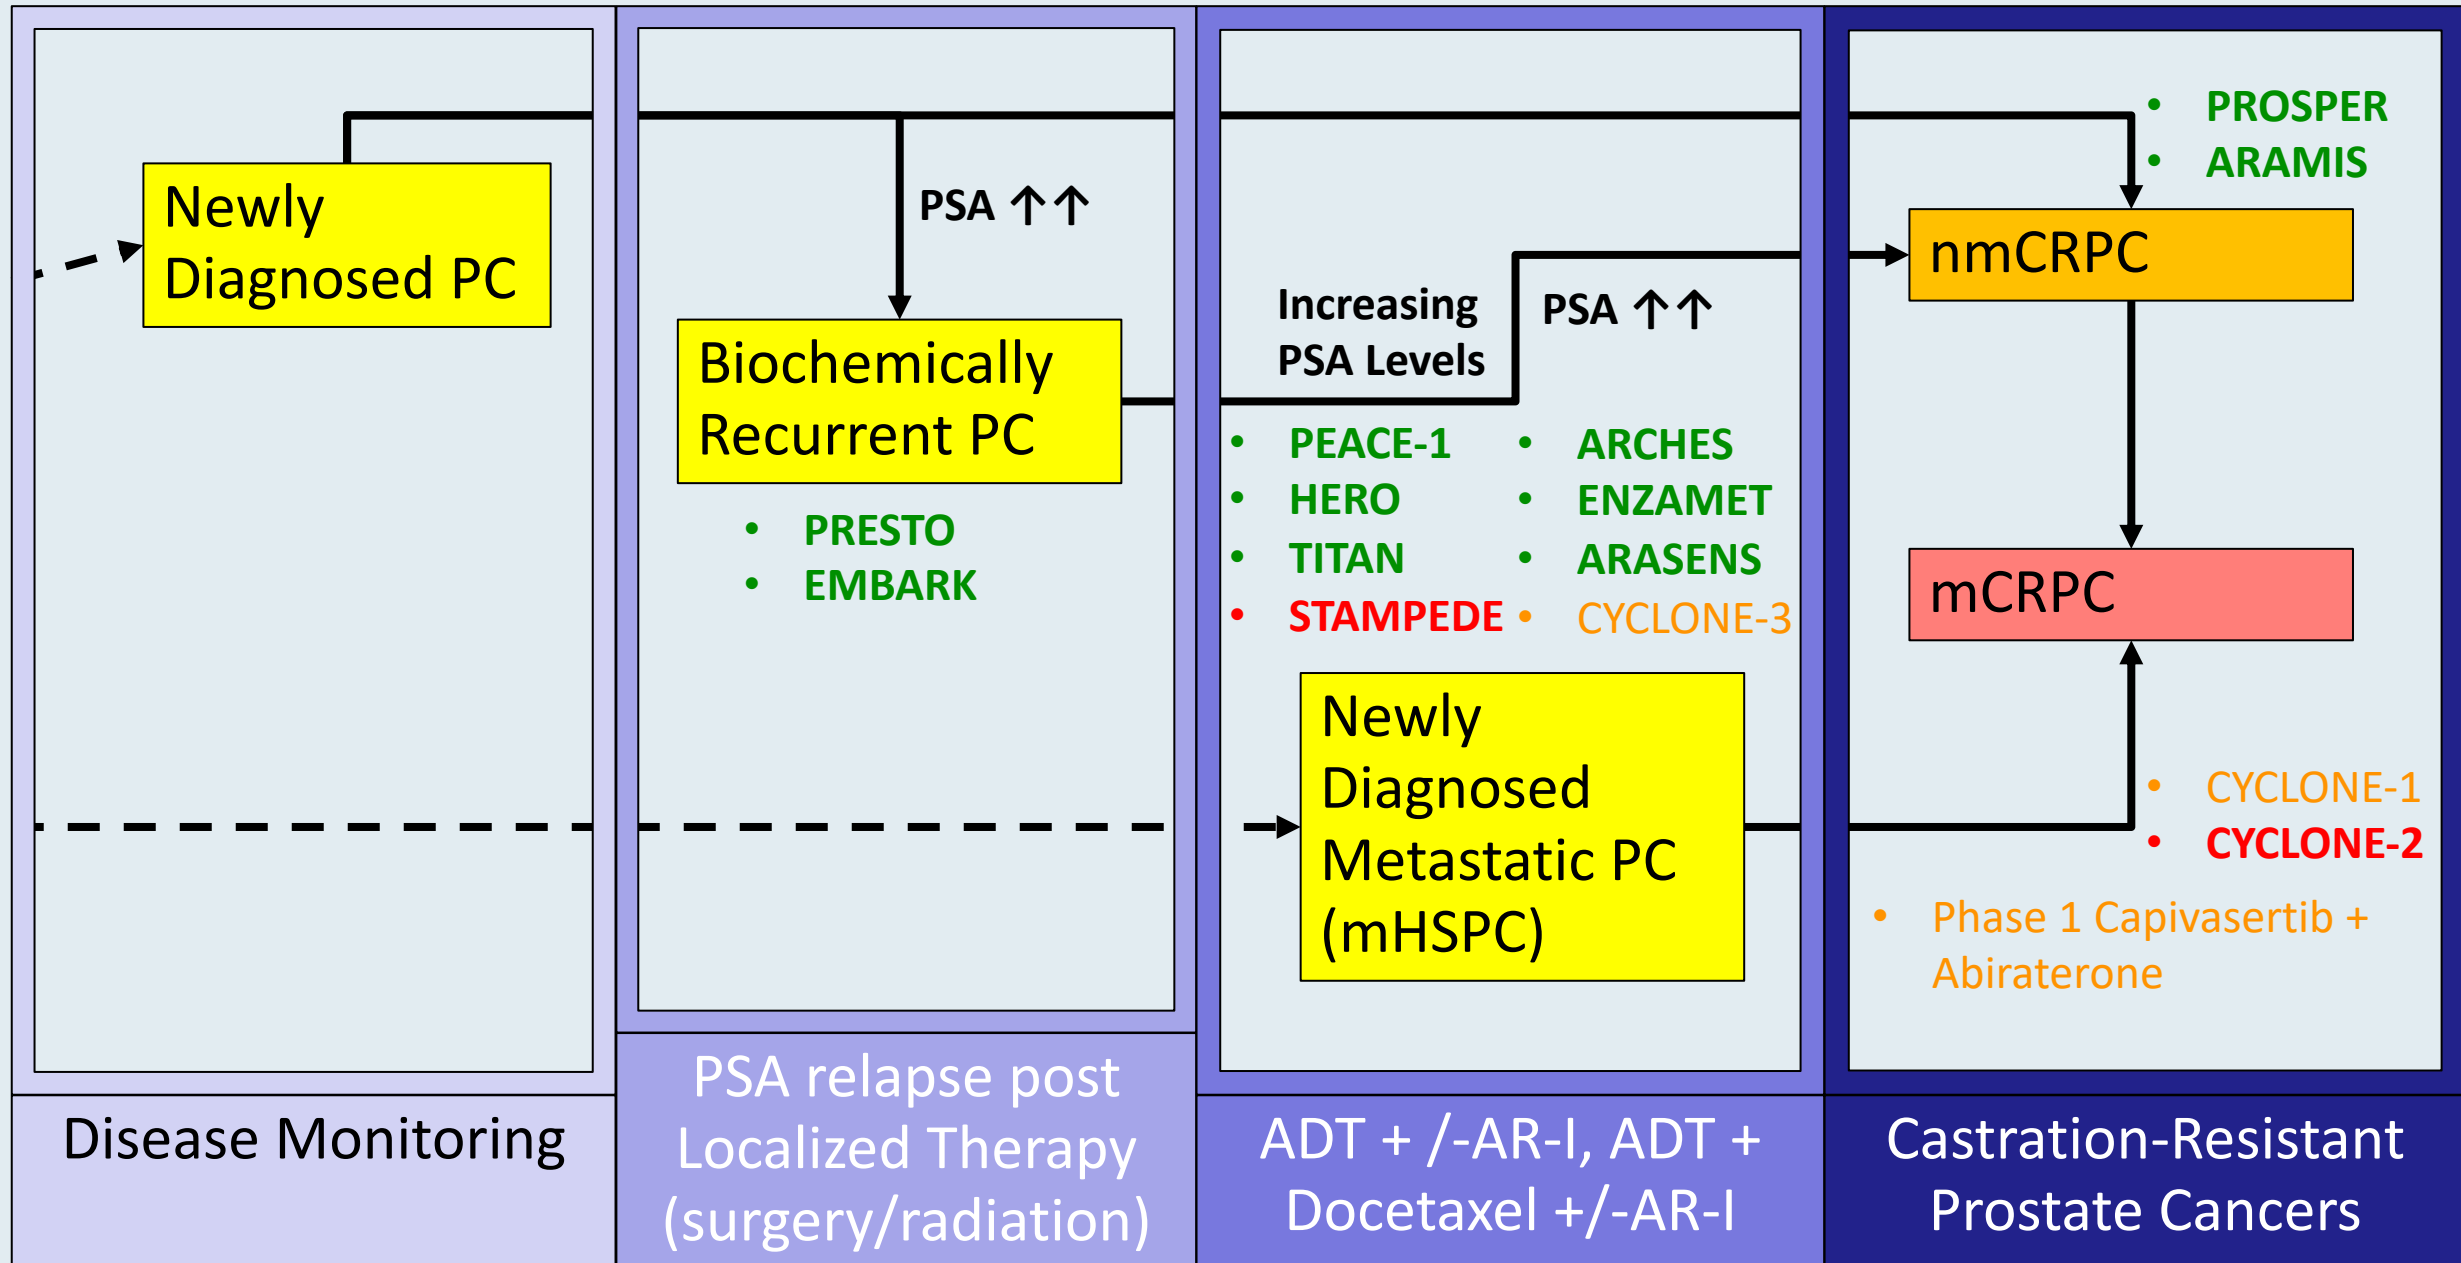 Newly
Diagnosed PC
Disease Monitoring
PSA ↑↑
Biochemically
Recurrent PC
• PRESTO
• EMBARK
PSA relapse post
Localized Therapy
(surgery/radiation)
Increasing
PSA Levels
PSA ↑↑
• PEACE-1
• HERO
• TITAN
• STAMPEDE
• ARCHES
• ENZAMET
• ARASENS
• CYCLONE-3
Newly
Diagnosed
Metastatic PC
(mHSPC)
ADT + /-AR-I, ADT +
Docetaxel +/-AR-I
• PROSPER
• ARAMIS
nmCRPC
mCRPC
• CYCLONE-1
• CYCLONE-2
• Phase 1 Capivasertib +
Abiraterone
Castration-Resistant
Prostate Cancers